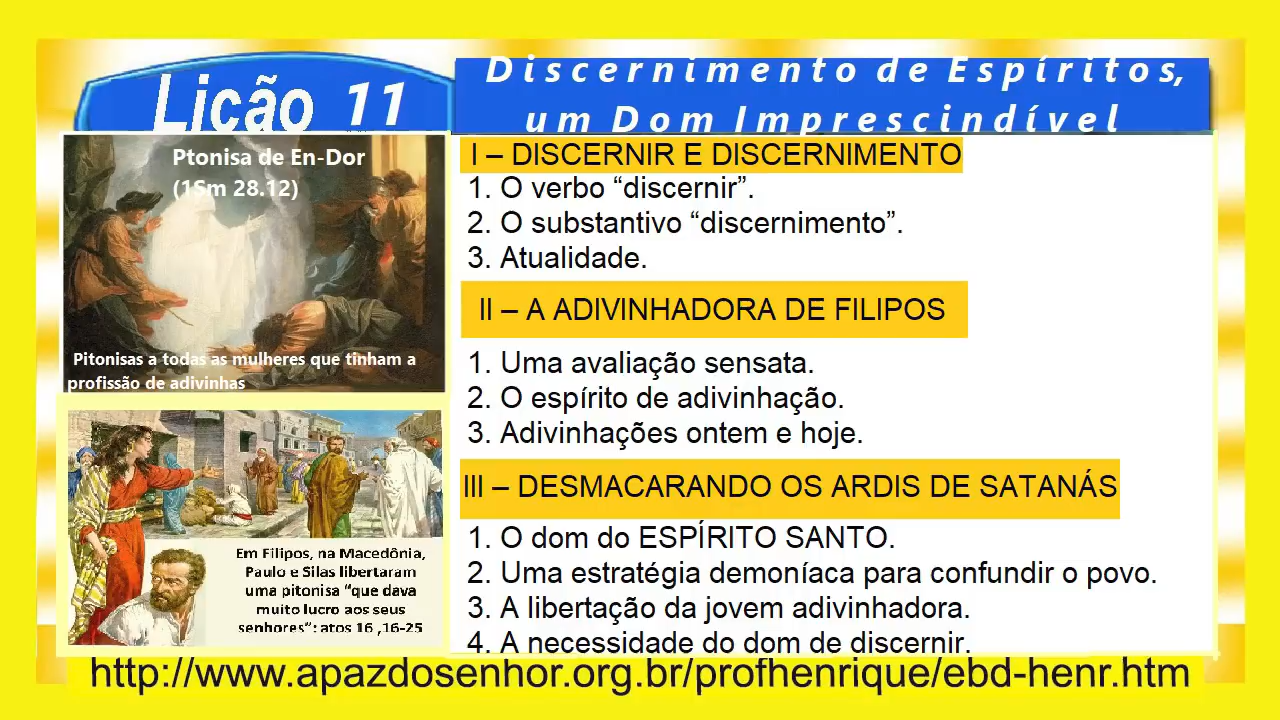 Lição 11
Discernimento de Espíritos,
um Dom Imprescindível
Ptonisa de En-Dor
(1Sm 28.12)
Pitonisas a todas as mulheres que tinham a
profissão de adivinhas
Em Filipos, na Macedônia,
Paulo e Silas libertaram
uma pitonisa “que dava
muito lucro aos seus
senhores”: atos 16 ,16-25
I – DISCERNIR E DISCERNIMENTO
1. O verbo “discernir”.
2. O substantivo “discernimento”.
3. Atualidade.
II – A ADIVINHADORA DE FILIPOS
1. Uma avaliação sensata.
2. O espírito de adivinhação.
3. Adivinhações ontem e hoje.
III – DESMACARANDO OS ARDIS DE SATANÁS
1. O dom do ESPÍRITO SANTO.
2. Uma estratégia demoníaca para confundir o povo.
3. A libertação da jovem adivinhadora.
4. A necessidade do dom de discernir.
http://www.apazdosenhor.org.br/profhenrique/ebd-henr.htm